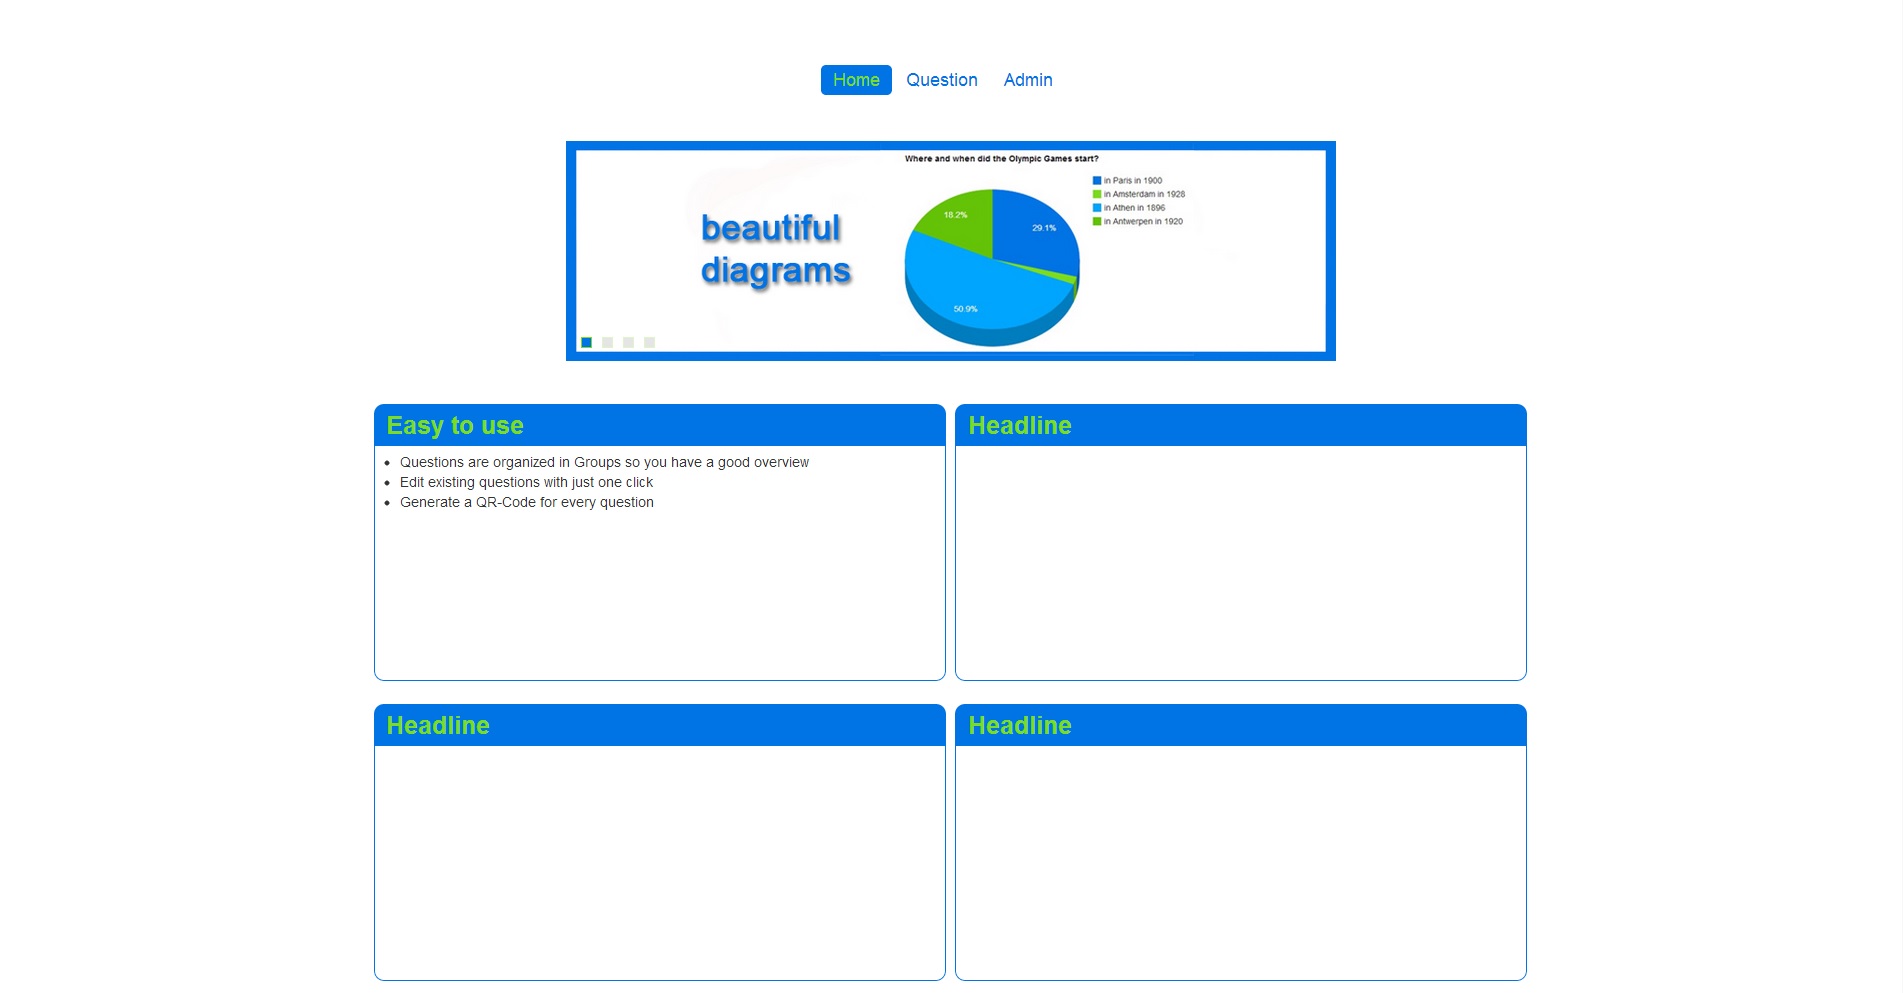 Home Question Admin
Where and when did the Olympic Games start?
beautiful
diagrams
18.2%
29.1%
50.9%
in Paris in 1900
in Amsterdam in 1928
in Athen in 1896
in Antwerpen in 1920
Easy to use
Questions are organized in Groups so you have a good overview
Edit existing questions with just one click
Generate a QR-Code for every question
Headline
Headline
Headline